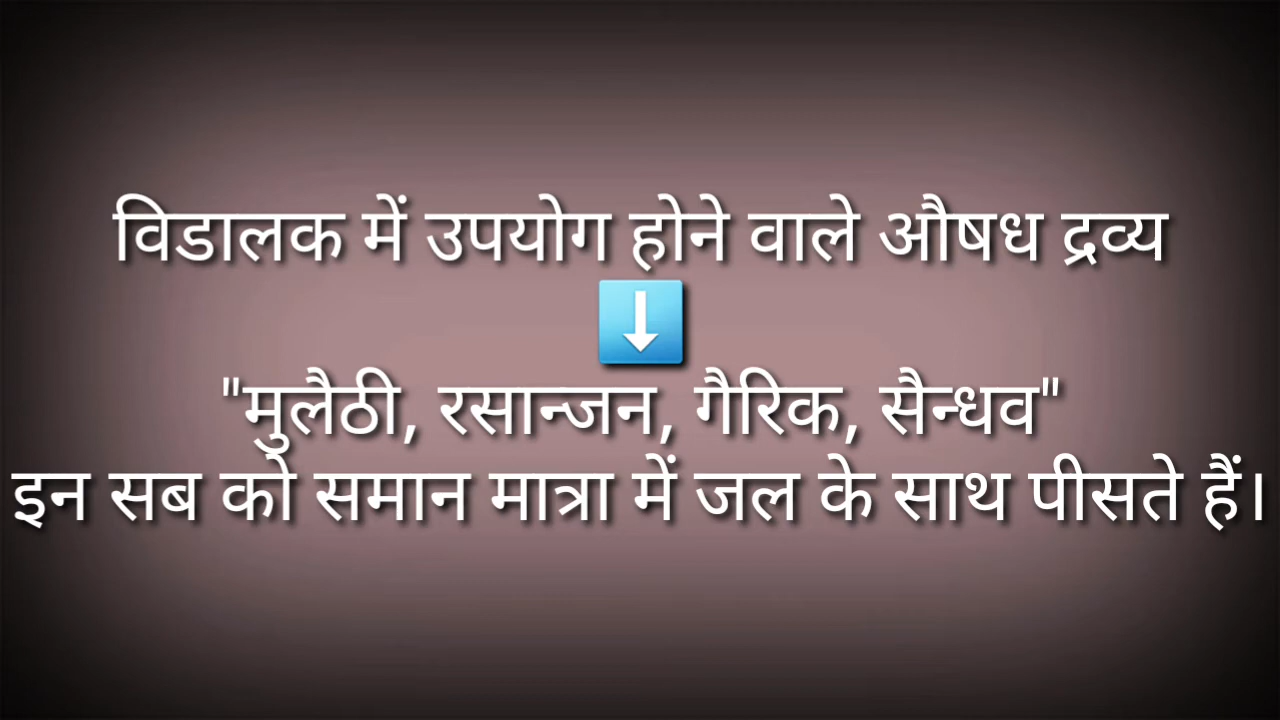 विडालक में उपयोग होने वाले औषध द्रव्य
⬇️
"मुलैठी, रसान्जन, गैरिक, सैन्धव"
इन सब को समान मात्रा में जल के साथ पीसते हैं।